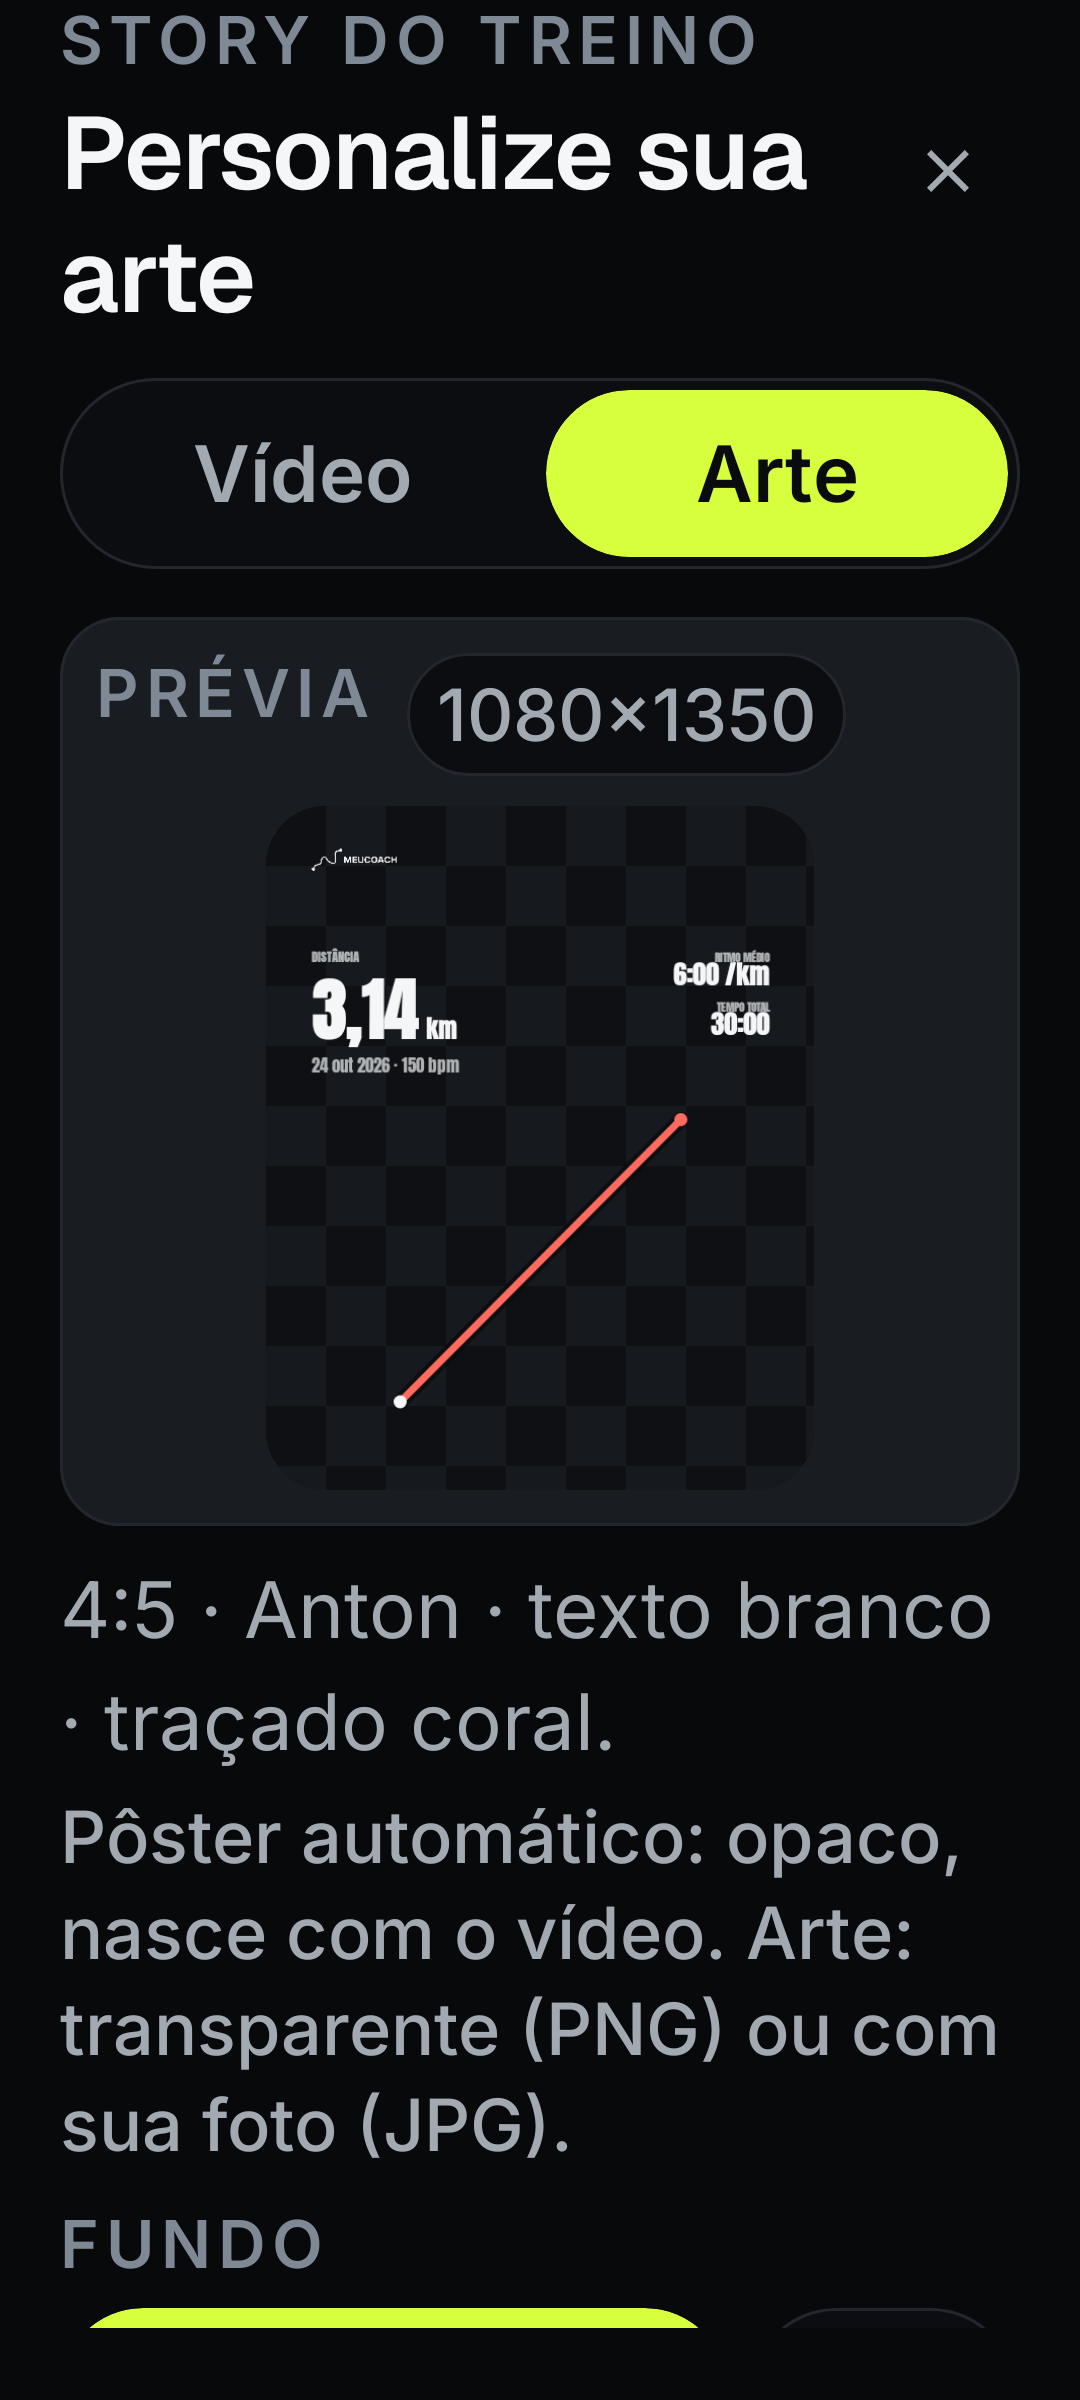 STORY DO TREINO
Personalize sua
arte
Vídeo
Arte
PRÉVIA
1080×1350
MEUCOACH
DISTÂNCIA
3,14 km
24 out 2026 · 150 bpm
RITMO MÉDIO
6:00 /km
TEMPO TOTAL
30:00
4:5 · Anton · texto branco
· traçado coral.
Pôster automático: opaco,
nasce com o vídeo. Arte:
transparente (PNG) ou com
sua foto (JPG).
FUNDO